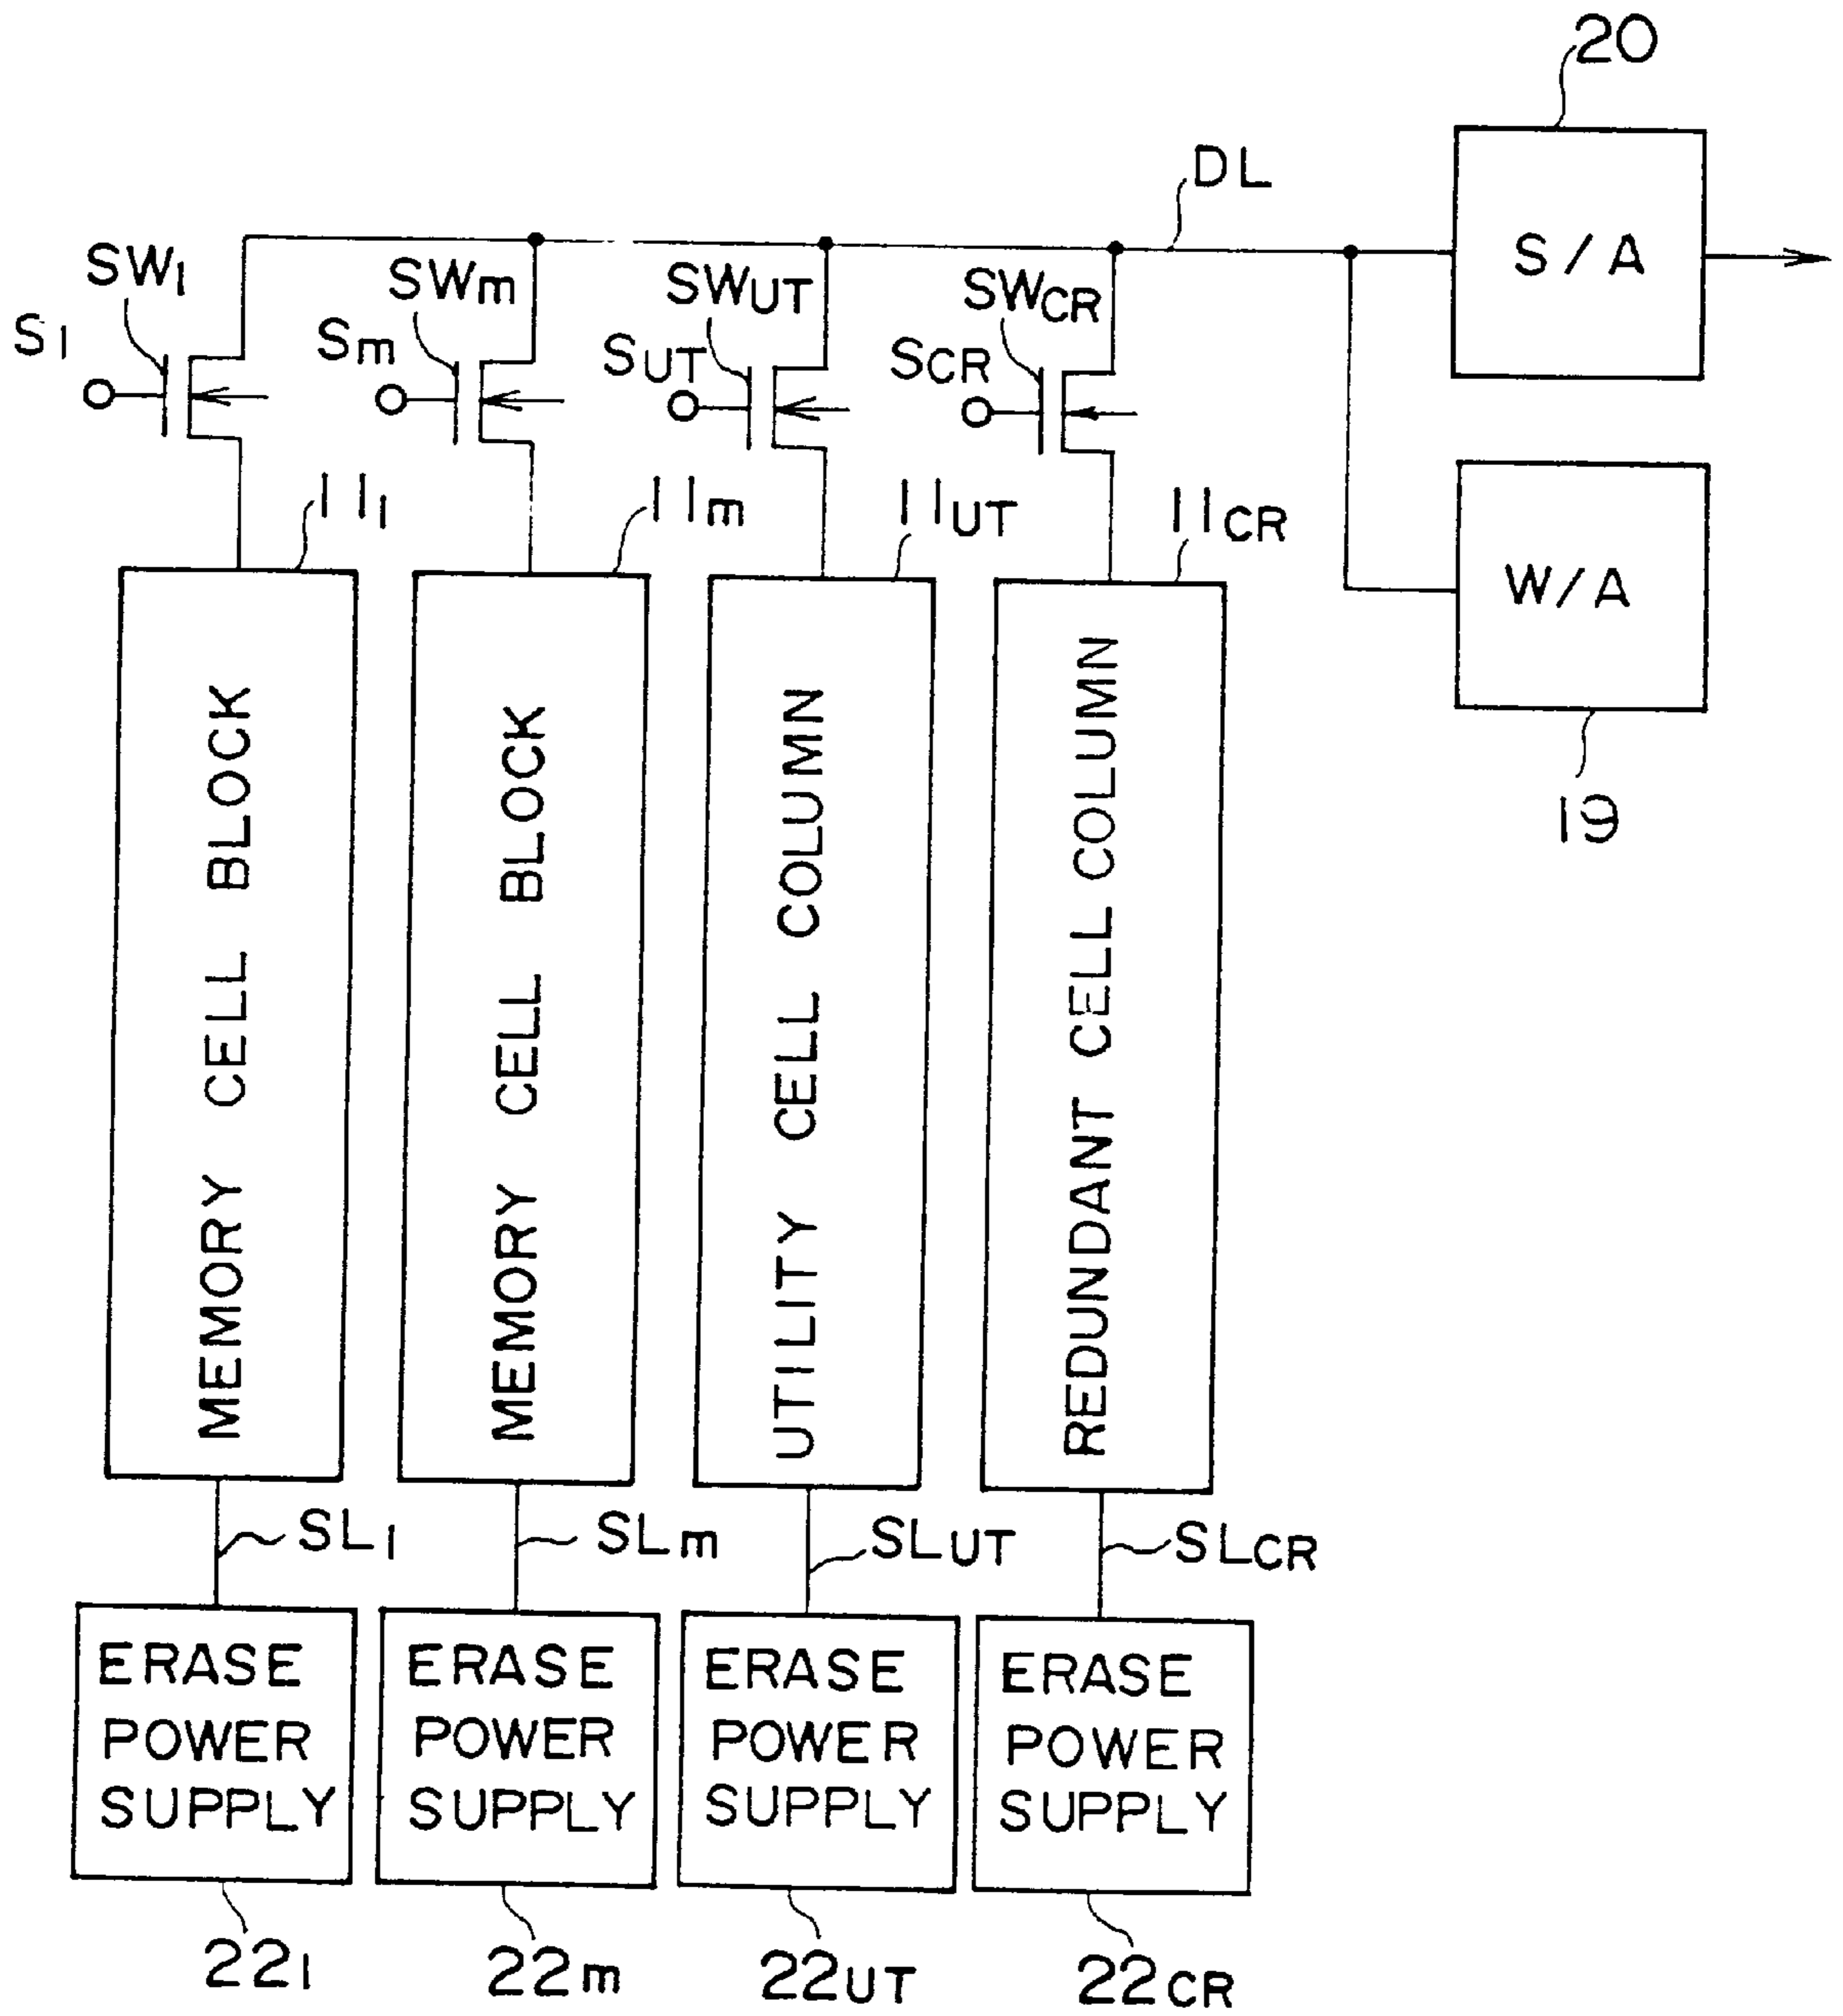 20
DL
S/A
SW1
SWm
SWUT
SWCR
S1
Sm
SUT
SCR
111
11m
11UT
11CR
W/A
19
MEMORY CELL BLOCK
MEMORY CELL BLOCK
UTILITY CELL COLUMN
REDUNDANT CELL COLUMN
SL1
SLm
SLUT
SLCR
ERASE
POWER
SUPPLY
ERASE
POWER
SUPPLY
ERASE
POWER
SUPPLY
ERASE
POWER
SUPPLY
221
22m
22UT
22CR